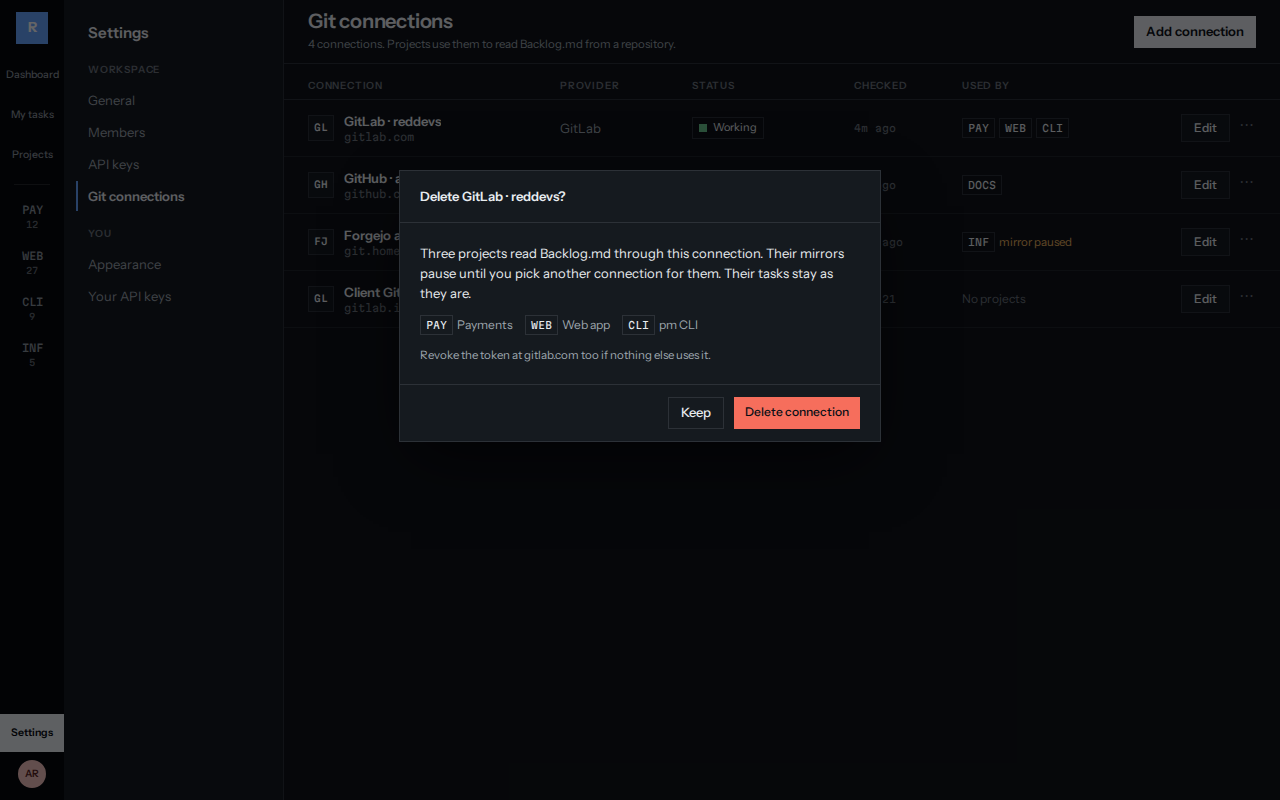 R
Dashboard
My tasks
Projects
PAY
12
WEB
27
CLI
9
INF
5
Settings
AR
Settings
WORKSPACE
General
Members
API keys
Git connections
YOU
Appearance
Your API keys
Git connections
4 connections. Projects use them to read Backlog.md from a repository.
Add connection
CONNECTION PROVIDER STATUS CHECKED USED BY
GL GitLab · reddevs GitLab Working 4m ago PAY WEB CLI Edit ···
gitlab.com
GH GitHub · ago DOCS Edit ···
FJ Forgejo ago INF mirror paused Edit ···
GL Client 21 No projects Edit ···
Delete GitLab · reddevs?
Three projects read Backlog.md through this connection. Their mirrors
pause until you pick another connection for them. Their tasks stay as
they are.
PAY Payments WEB Web app CLI pm CLI
Revoke the token at gitlab.com too if nothing else uses it.
Keep Delete connection